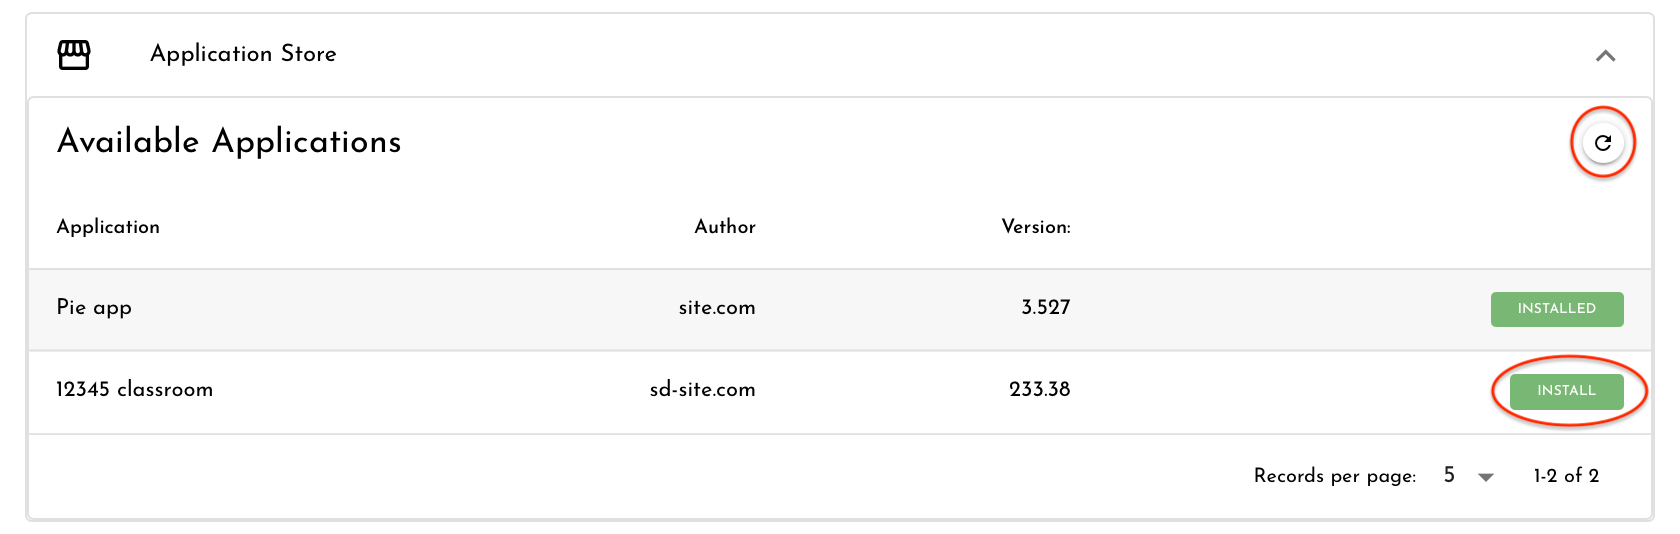 Application Store
Available Applications
Application Author Version:
Pie app site.com 3.527 INSTALLED
12345 classroom sd-site.com 233.38 INSTALL
Records per page: 5 1-2 of 2